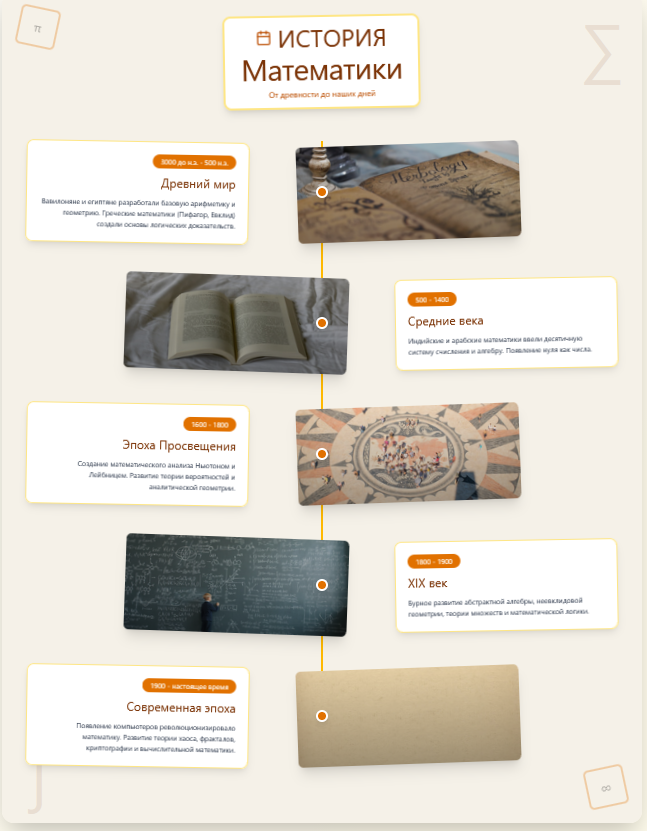 π
∑
ИСТОРИЯ
Математики
От древности до наших дней
3000 до н.э. - 500 н.э.
Древний мир
Вавилоняне и египтяне разработали базовую арифметику и
геометрию. Греческие математики (Пифагор, Евклид)
создали основы логических доказательств.
Herbology
500 - 1400
Средние века
Индийские и арабские математики ввели десятичную
систему счисления и алгебру. Появление нуля как числа.
1600 - 1800
Эпоха Просвещения
Создание математического анализа Ньютоном и
Лейбницем. Развитие теории вероятностей и
аналитической геометрии.
1800 - 1900
XIX век
Бурное развитие абстрактной алгебры, неевклидовой
геометрии, теории множеств и математической логики.
1900 - настоящее время
Современная эпоха
Появление компьютеров революционизировало
математику. Развитие теории хаоса, фракталов,
криптографии и вычислительной математики.
∫
∞